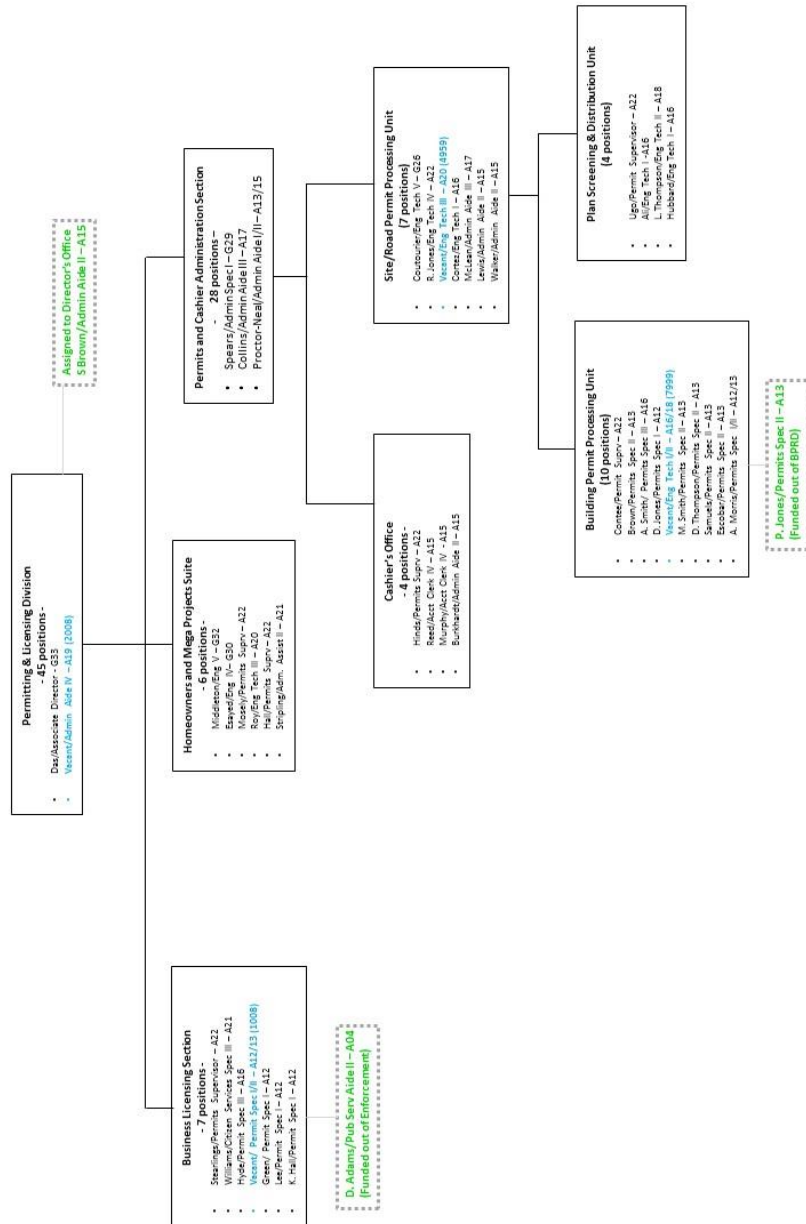 Permitting & Licensing Division
- 45 positions -
• Das/Associate Director - G33
• Vacant/Admin Aide IV – A19 (2008)
Assigned to Director's Office
S Brown/Admin Aide II – A15
Business Licensing Section
- 7 positions -
• Stearlings/Permits Supervisor – A22
• Williams/Citizen Services Spec III – A21
• Hyde/Permit Spec III – A16
• Vacant/ Permit Spec I/II – A12/13 (1008)
• Green/ Permit Spec I – A12
• Lee/Permit Spec I – A12
• K. Hall/Permit Spec I – A12
D. Adams/Pub Serv Aide II – A04
(Funded out of Enforcement)
Homeowners and Mega Projects Suite
- 6 positions -
• Middleton/Eng V – G32
• Esayed/Eng IV– G30
• Mosely/Permits Suprv – A22
• Roy/Eng Tech III – A20
• Hall/Permits Suprv – A22
• Stripling/Adm. Assist II – A21
Permits and Cashier Administration Section
- 28 positions –
• Spears/Admin Spec I – G29
• Collins/Admin Aide III – A17
• Proctor-Neal/Admin Aide I/II – A13/15
Cashier's Office
- 4 positions -
• Hinds/Permits Suprv – A22
• Reed/Acct Clerk IV – A15
• Murphy/Acct Clerk IV - A15
• Burkhardt/Admin Aide II – A15
Site/Road Permit Processing Unit
(7 positions)
• Coutourier/Eng Tech V – G26
• R. Jones/Eng Tech IV – A22
• Vacant/Eng Tech III – A20 (4959)
• Cortez/Eng Tech I – A16
• McLean/Admin Aide III – A17
• Lewis/Admin Aide II – A15
• Walker/Admin Aide II – A15
Building Permit Processing Unit
(10 positions)
• Contee/Permit Suprv – A22
• Brown/Permits Spec II – A13
• A. Smith/ Permits Spec III – A16
• D. Jones/Permits Spec I – A12
• Vacant/Eng Tech I/II – A16/18 (7999)
• M. Smith/Permits Spec II – A13
• D. Thompson/Permits Spec II – A13
• Samuels/Permits Spec II – A13
• Escobar/Permits Spec II – A13
• A. Morris/Permits Spec I/II – A12/13
P. Jones/Permits Spec II – A13
(Funded out of BPRD)
Plan Screening & Distribution Unit
(4 positions)
• Ugo/Permit Supervisor – A22
• Ali/Eng Tech I -A16
• L. Thompson/Eng Tech II – A18
• Hubbard/Eng Tech I – A16